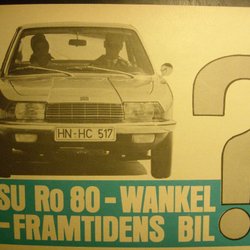 HN-HC 517
SU Ro 80 - WANKEL
- FRAMTIDENS BIL
?